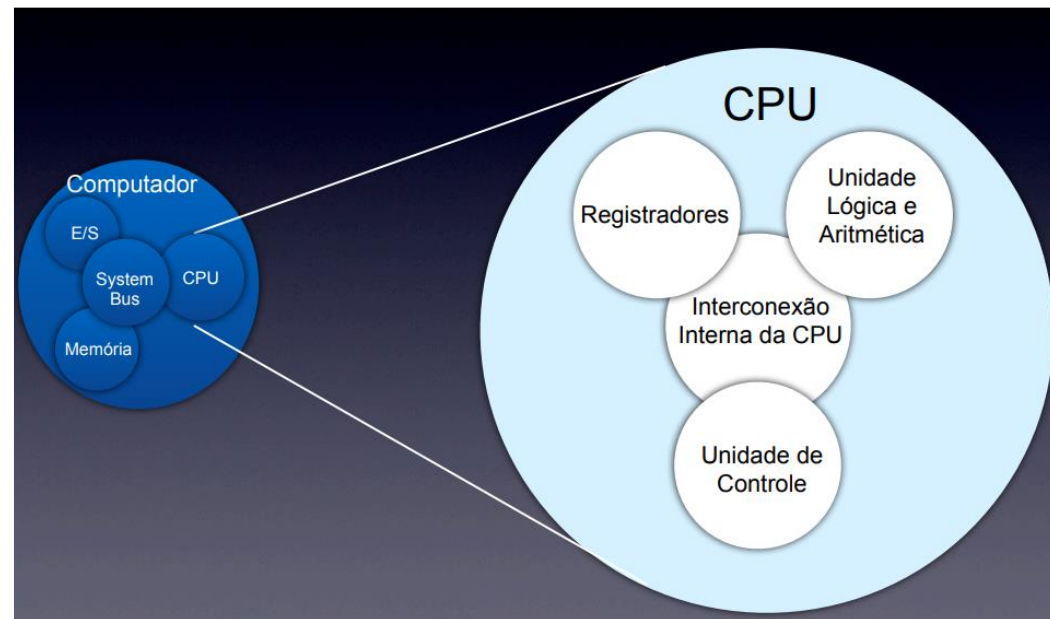 Computador
E/S
System
Bus
CPU
Memória
CPU
Registradores
Unidade
Lógica e
Aritmética
Interconexão
Interna da CPU
Unidade de
Controle